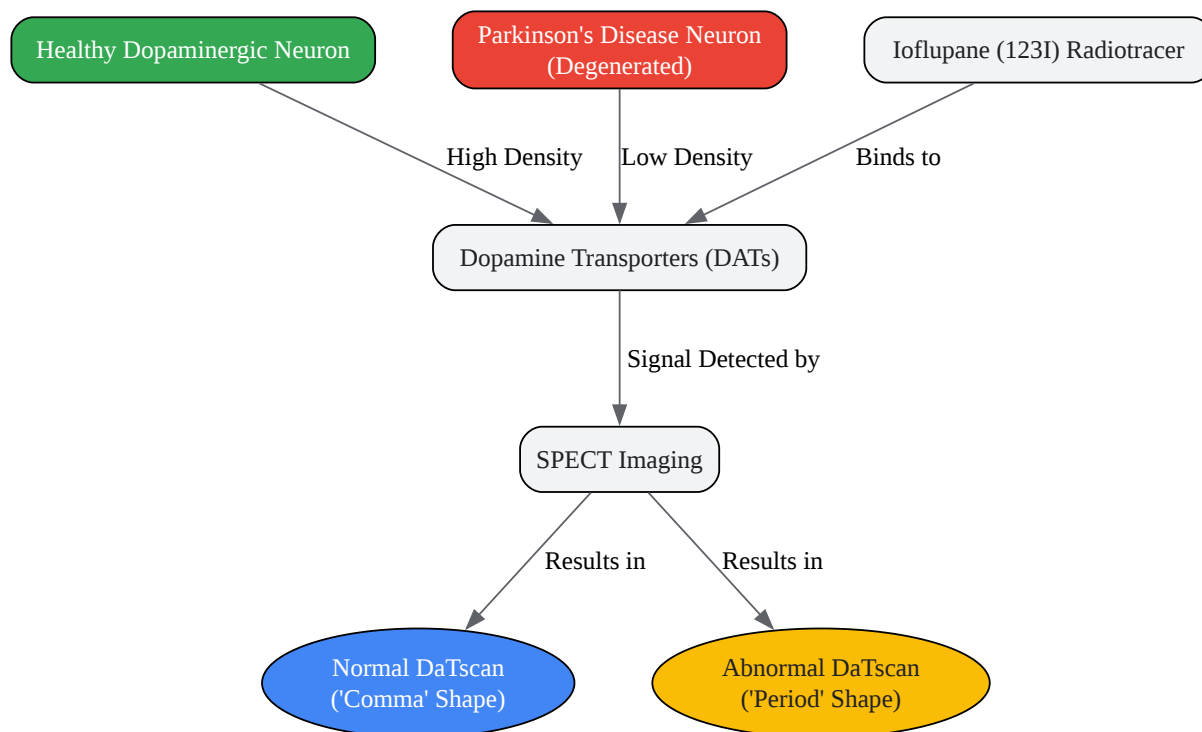 Healthy Dopaminergic Neuron
Parkinson's Disease Neuron
(Degenerated)
Ioflupane (123I) Radiotracer
High Density
Low Density
Binds to
Dopamine Transporters (DATs)
Signal Detected by
SPECT Imaging
Results in
Results in
Normal DaTscan
('Comma' Shape)
Abnormal DaTscan
('Period' Shape)